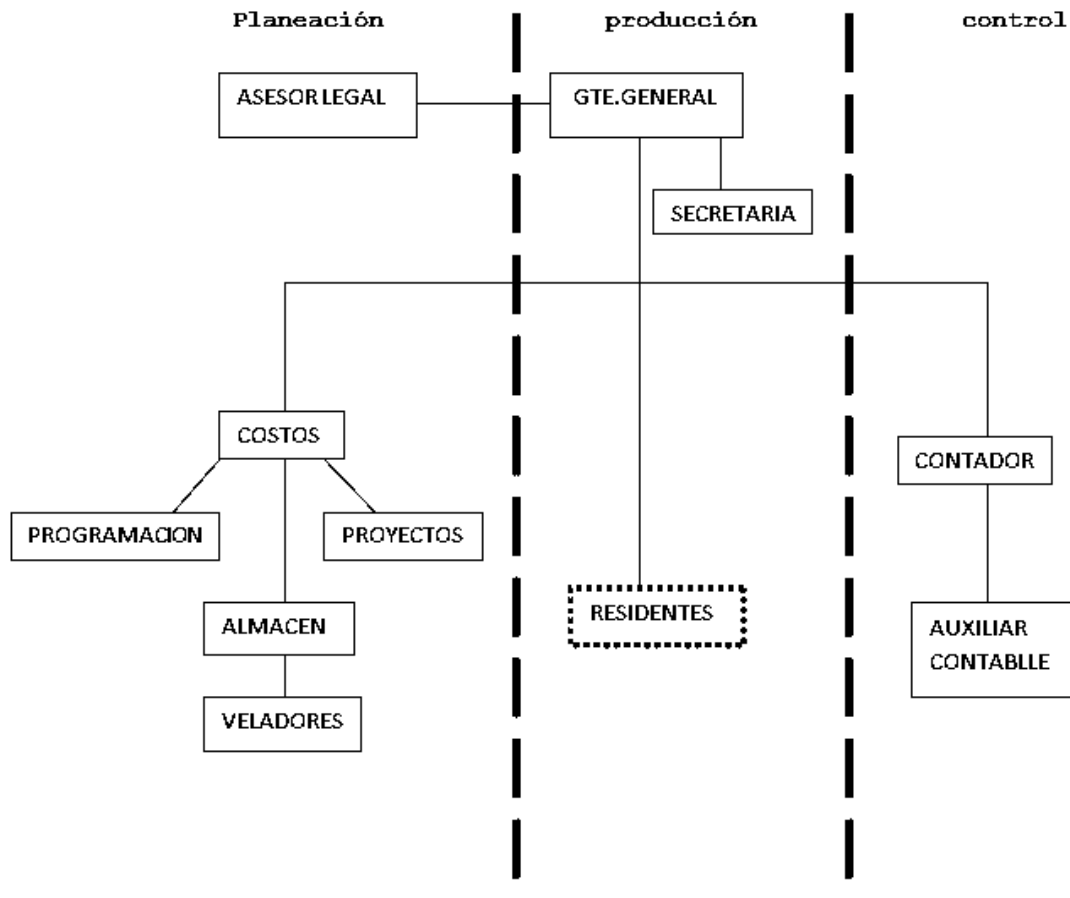 Planeación producción control
ASESOR LEGAL GTE.GENERAL
SECRETARIA
COSTOS
CONTADOR
PROGRAMACION PROYECTOS
RESIDENTES
ALMACEN
AUXILIAR
CONTABLLE
VELADORES